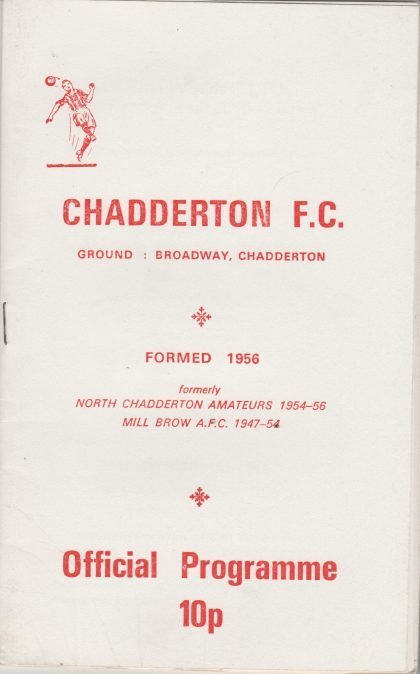 CHADDERTON F.C.
GROUND : BROADWAY, CHADDERTON
FORMED 1956
formerly
NORTH CHADDERTON AMATEURS 1954-56
MILL BROW A.F.C. 1947-54
Official Programme
10p